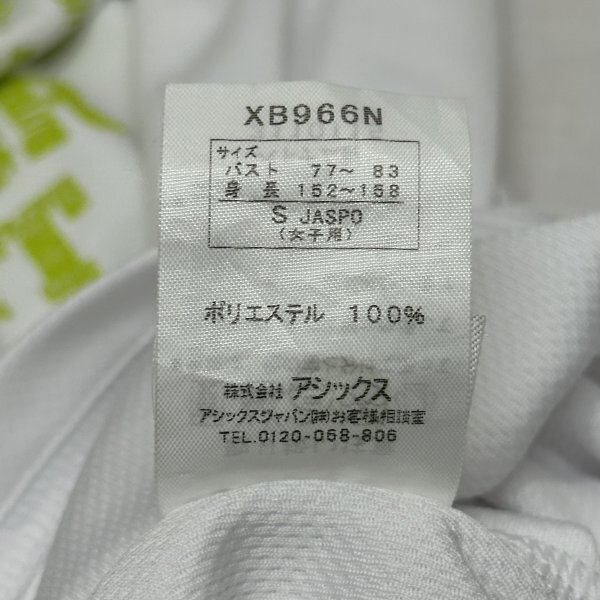 XB966N
サイズ
バスト 77〜 83
身長 152〜158
S JASPO
(女子用)
ポリエステル 100%
株式会社 アシックス
アシックスジャパン(株)お客様相談室
TEL.0120-068-806